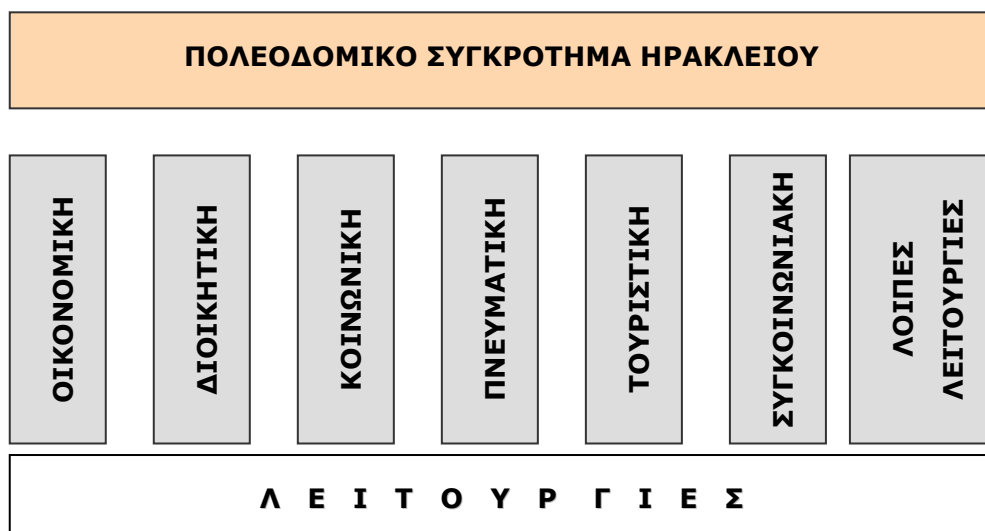 ΠΟΛΕΟΔΟΜΙΚΟ ΣΥΓΚΡΟΤΗΜΑ ΗΡΑΚΛΕΙΟΥ
ΟΙΚΟΝΟΜΙΚΗ
ΔΙΟΙΚΗΤΙΚΗ
ΚΟΙΝΩΝΙΚΗ
ΠΝΕΥΜΑΤΙΚΗ
ΤΟΥΡΙΣΤΙΚΗ
ΣΥΓΚΟΙΝΩΝΙΑΚΗ
ΛΟΙΠΕΣ
ΛΕΙΤΟΥΡΓΙΕΣ
Λ Ε Ι Τ Ο Υ Ρ Γ Ι Ε Σ